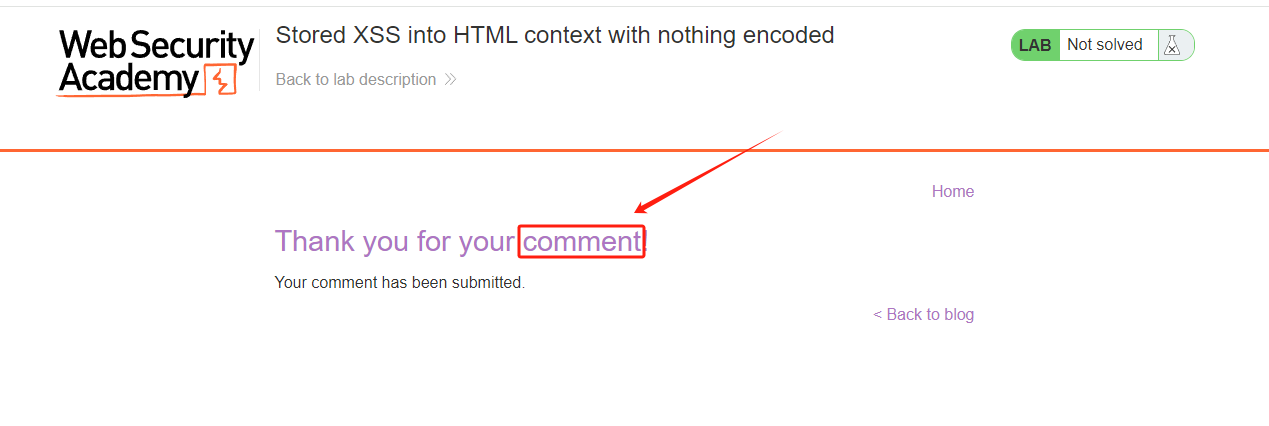 Web Security
Academy
Stored XSS into HTML context with nothing encoded
Back to lab description
LAB Not solved
Home
Thank you for your comment!
Your comment has been submitted.
< Back to blog